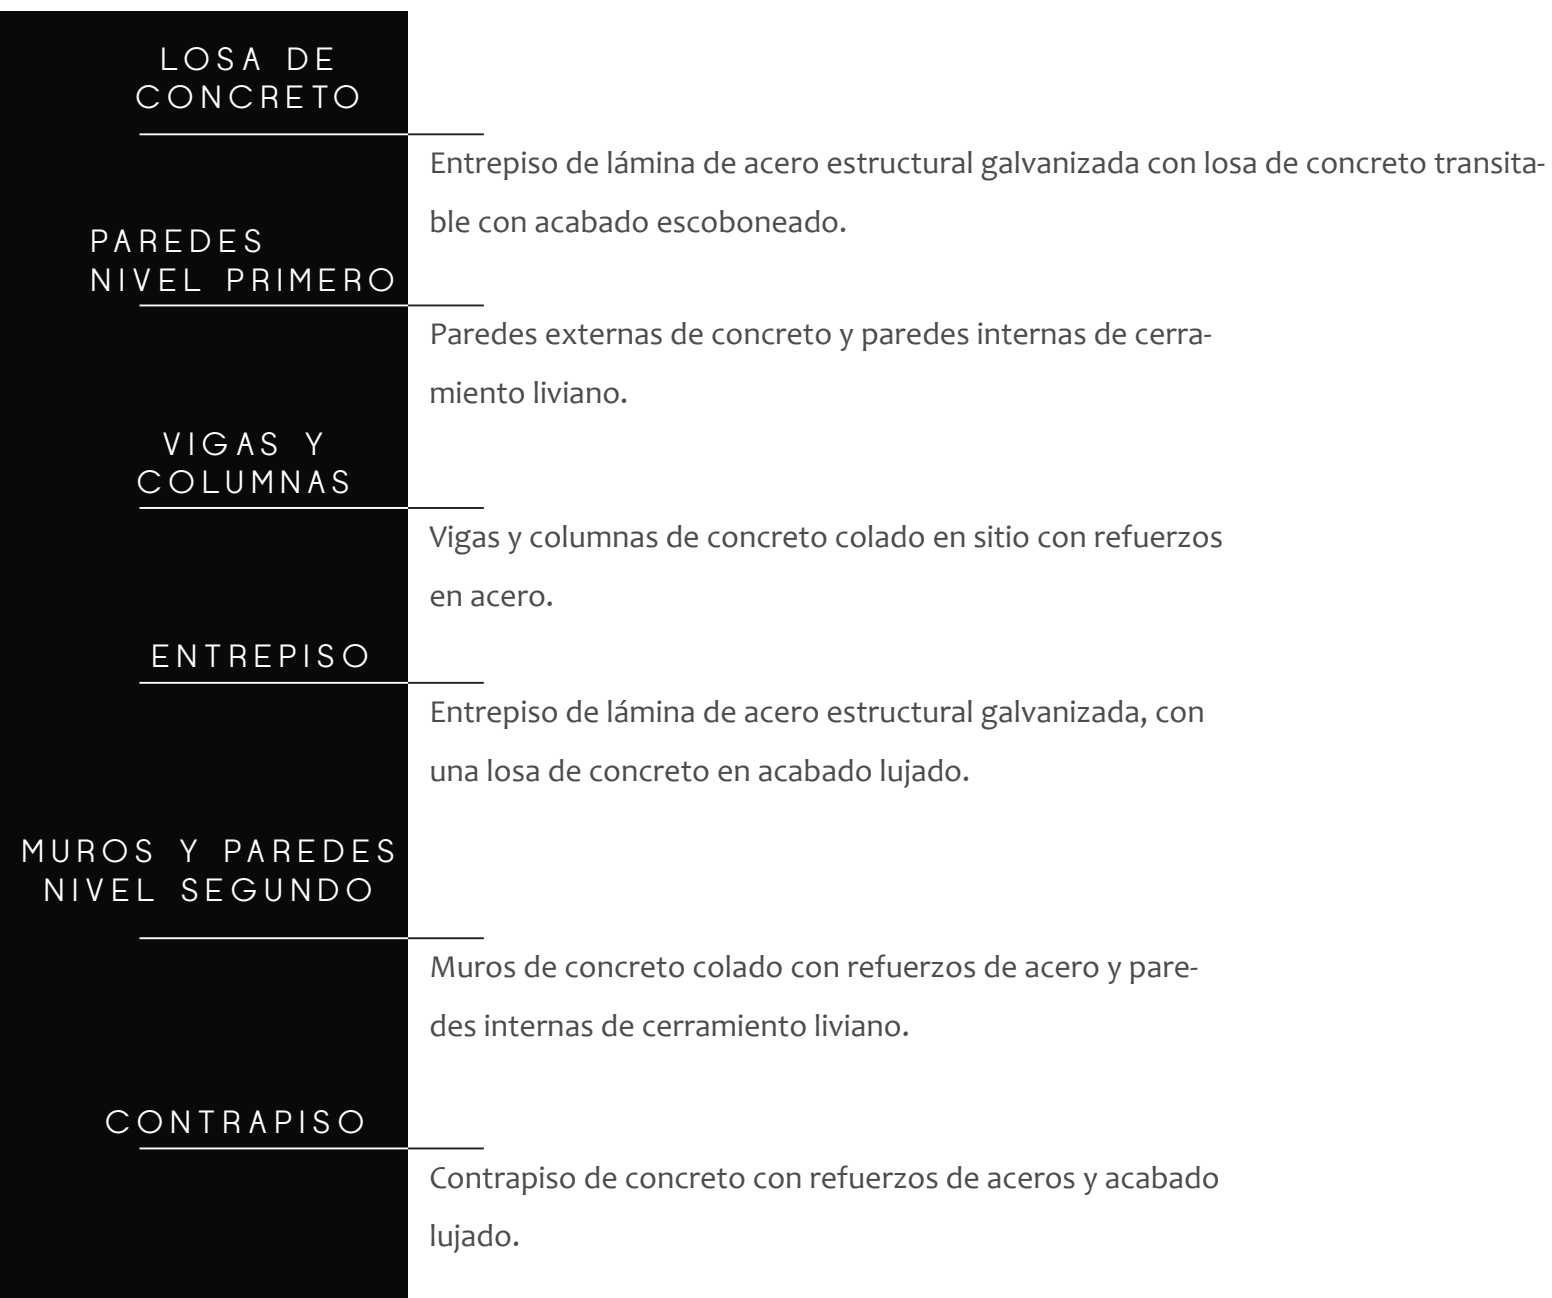 LOSA DE
CONCRETO
Entrepiso de lámina de acero estructural galvanizada con losa de concreto transita-
ble con acabado escoboneado.
PAREDES
NIVEL PRIMERO
Paredes externas de concreto y paredes internas de cerra-
miento liviano.
VIGAS Y
COLUMNAS
Vigas y columnas de concreto colado en sitio con refuerzos
en acero.
ENTREPISO
Entrepiso de lámina de acero estructural galvanizada, con
una losa de concreto en acabado lujado.
MUROS Y PAREDES
NIVEL SEGUNDO
Muros de concreto colado con refuerzos de acero y pare-
des internas de cerramiento liviano.
CONTRAPISO
Contrapiso de concreto con refuerzos de aceros y acabado
lujado.